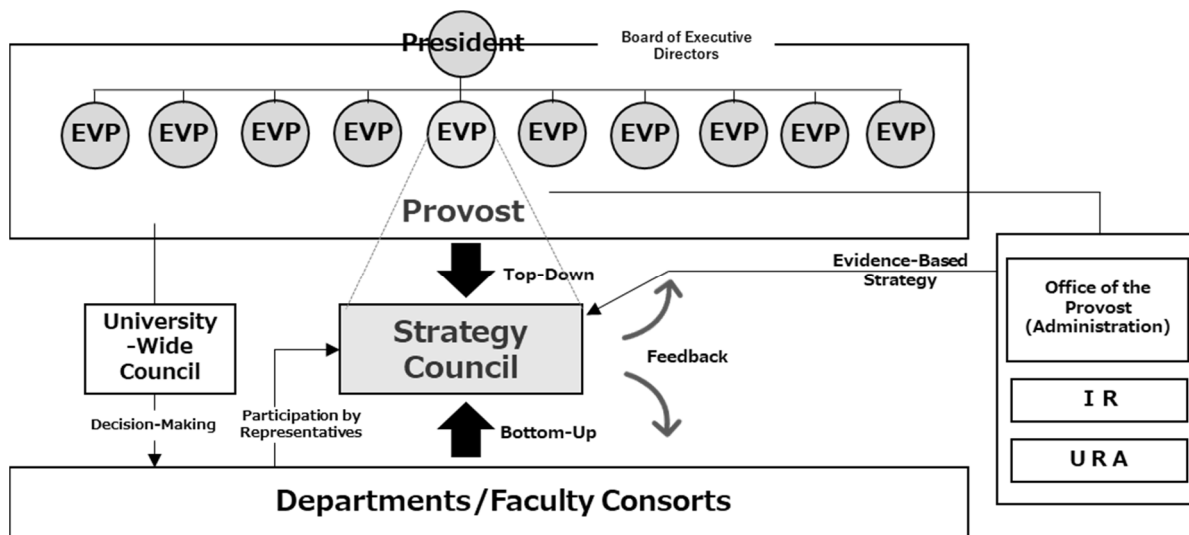 President
Board of Executive
Directors
EVP EVP EVP EVP EVP EVP EVP EVP EVP EVP
Provost
Top-Down
Evidence-Based
Strategy
Office of the
Provost
(Administration)
University
-Wide
Council
Strategy
Council
Feedback
I R
Decision-Making
Participation by
Representatives
Bottom-Up
U R A
Departments/Faculty Consorts